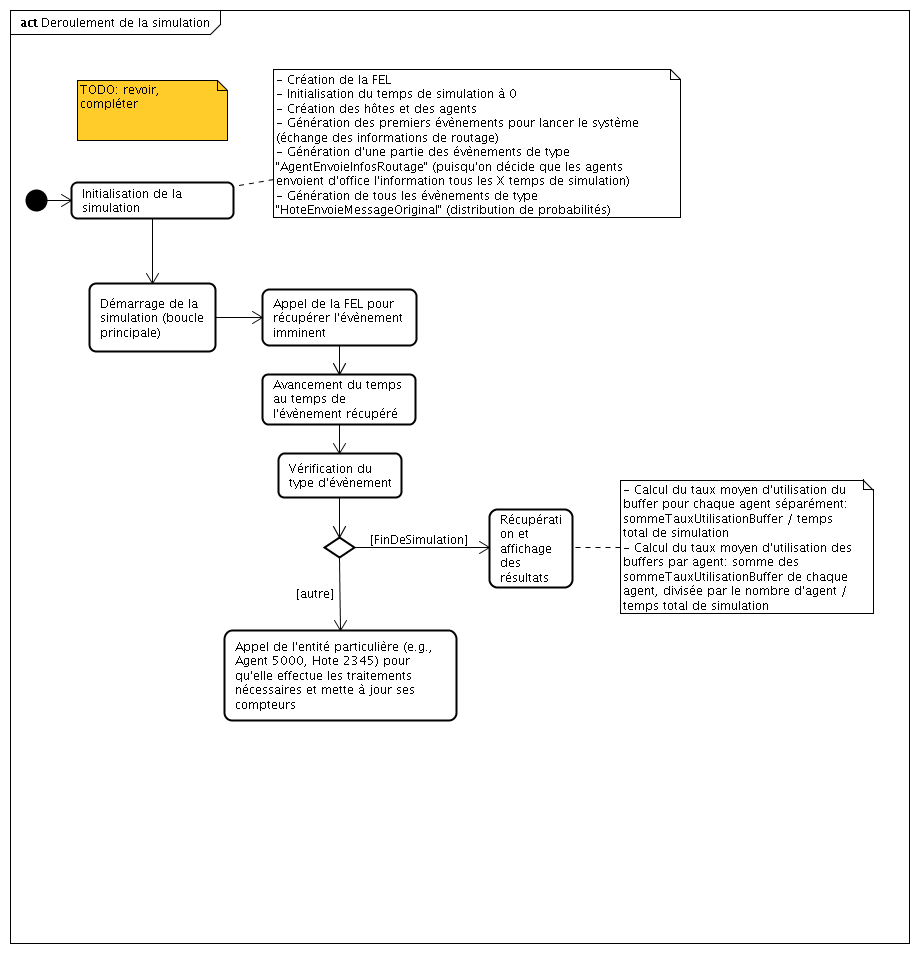 act Deroulement de la simulation
TODO: revoir,
compléter
- Création de la FEL
- Initialisation du temps de simulation à 0
- Création des hôtes et des agents
- Génération des premiers évènements pour lancer le système
(échange des informations de routage)
- Génération d'une partie des évènements de type
"AgentEnvoieInfosRoutage" (puisqu'on décide que les agents
envoient d'office l'information tous les X temps de simulation)
- Génération de tous les évènements de type
"HoteEnvoieMessageOriginal" (distribution de probabilités)
Initialisation de la
simulation
Démarrage de la
simulation (boucle
principale)
Appel de la FEL pour
récupérer l'évènement
imminent
Avancement du temps
au temps de
l'évènement récupéré
Vérification du
type d'évènement
[FinDeSimulation]
Récupérati
on et
affichage
des
résultats
- Calcul du taux moyen d'utilisation du
buffer pour chaque agent séparément:
sommeTauxUtilisationBuffer / temps
total de simulation
- Calcul du taux moyen d'utilisation des
buffers par agent: somme des
sommeTauxUtilisationBuffer de chaque
agent, divisée par le nombre d'agent /
temps total de simulation
[autre]
Appel de l'entité particulière (e.g.,
Agent 5000, Hote 2345) pour
qu'elle effectue les traitements
nécessaires et mette à jour ses
compteurs